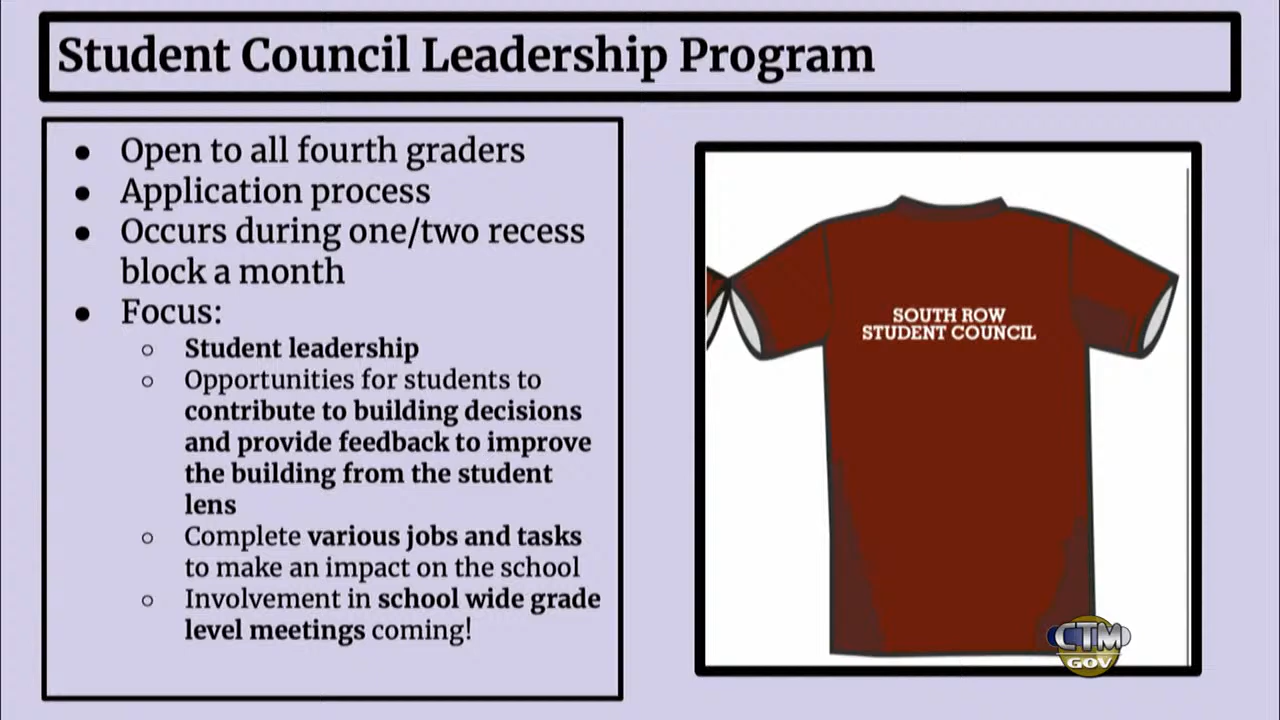 Student Council Leadership Program
● Open to all fourth graders
● Application process
● Occurs during one/two recess
block a month
● Focus:
○ Student leadership
○ Opportunities for students to
contribute to building decisions
and provide feedback to improve
the building from the student
lens
○ Complete various jobs and tasks
to make an impact on the school
○ Involvement in school wide grade
level meetings coming!
SOUTH ROW
STUDENT COUNCIL
CTM
GOV